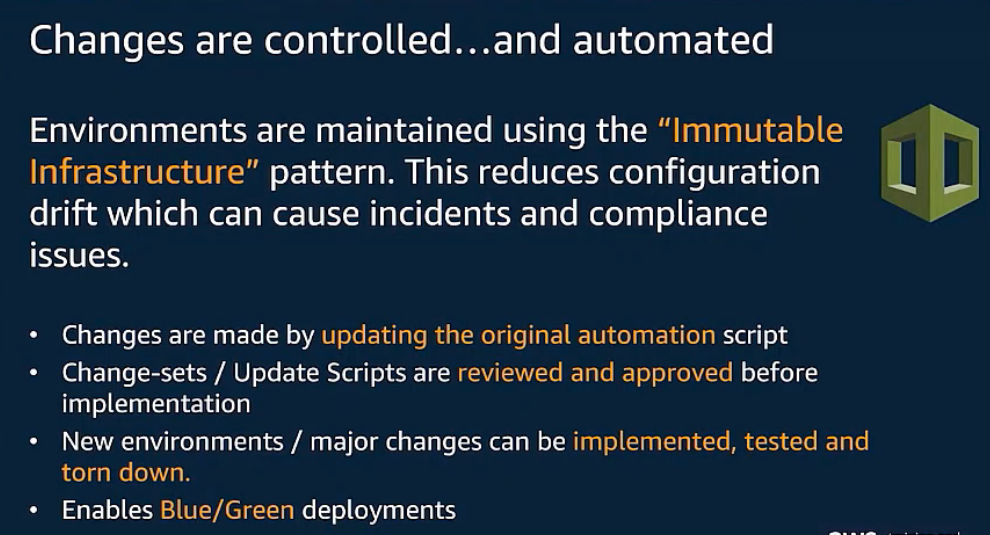 Changes are controlled...and automated
Environments are maintained using the “Immutable
Infrastructure” pattern. This reduces configuration
drift which can cause incidents and compliance
issues.
• Changes are made by updating the original automation script
• Change-sets / Update Scripts are reviewed and approved before
implementation
• New environments / major changes can be implemented, tested and
torn down.
• Enables Blue/Green deployments